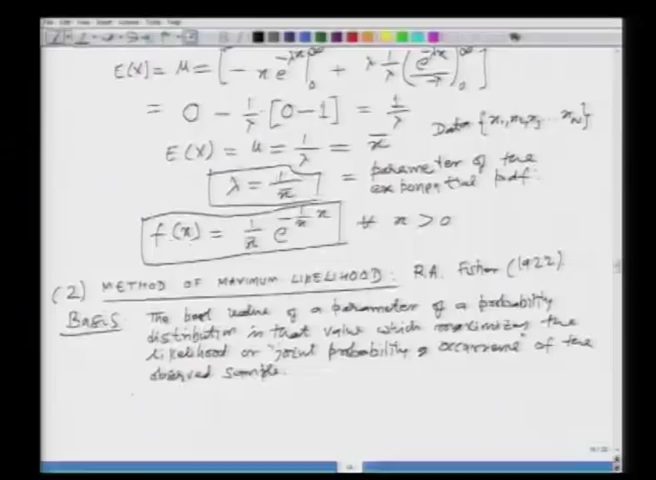 E(X) = μ = [ - x e^{-λx} |_0^∞ + λ 1/λ ( e^{-λx} / -λ )_0^∞ ]
= 0 - 1/λ [0-1] = 1/λ
Data {x1, x2, x3 ... xN}
E(X) = μ = 1/λ = x̄
λ = 1/x̄ = parameter of the
exponential pdf.
f(x) = 1/x̄ e^{-1/x̄ x} ∀ x > 0
(2) METHOD OF MAXIMUM LIKELIHOOD: R.A. Fisher (1922).
BASIS The best value of a parameter of a probability
distribution is that value which maximizes the
likelihood or "joint probability of occurrence" of the
observed sample.